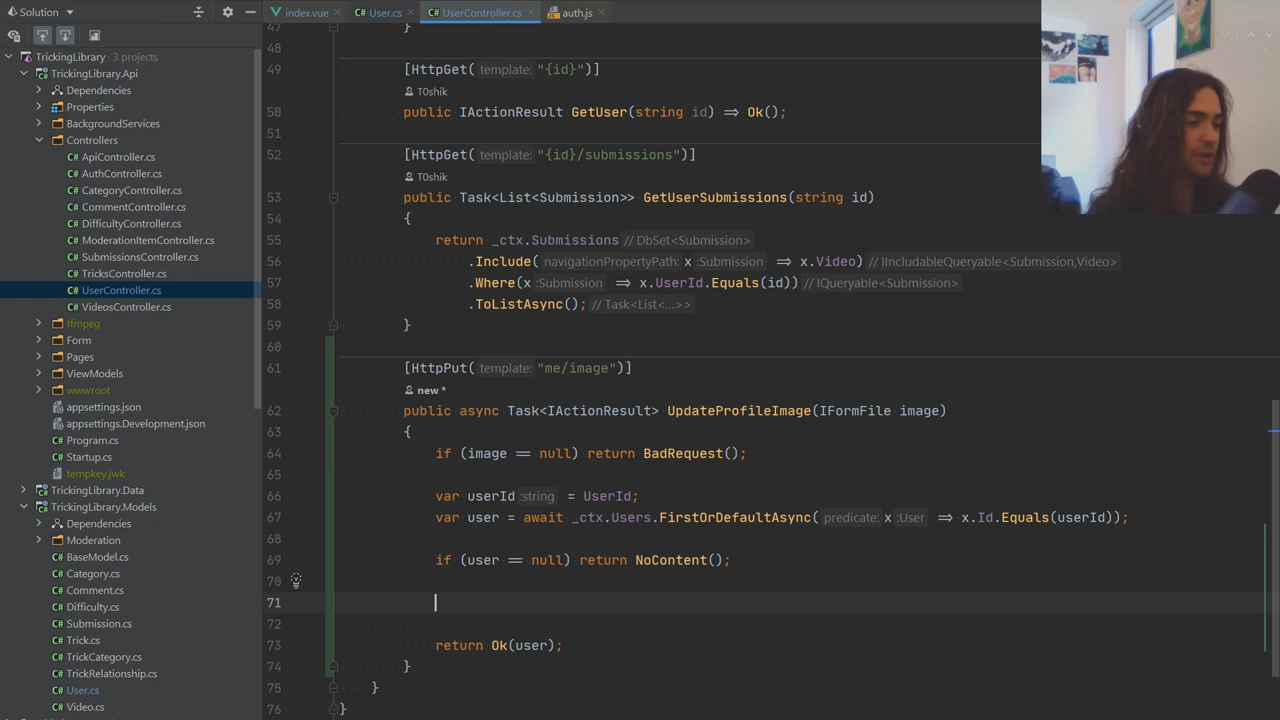 Solution
index.vue
User.cs
UserController.cs
auth.js
TrickingLibrary 3 projects
TrickingLibrary.Api
Dependencies
Properties
BackgroundServices
Controllers
ApiController.cs
AuthController.cs
CategoryController.cs
CommentController.cs
DifficultyController.cs
ModerationItemController.cs
SubmissionsController.cs
TricksController.cs
UserController.cs
VideosController.cs
ffmpeg
Form
Pages
ViewModels
wwwroot
appsettings.json
appsettings.Development.json
Program.cs
Startup.cs
tempkey.jwk
TrickingLibrary.Data
TrickingLibrary.Models
Dependencies
Moderation
BaseModel.cs
Category.cs
Comment.cs
Difficulty.cs
Submission.cs
Trick.cs
TrickCategory.cs
TrickRelationship.cs
User.cs
Video.cs
47 }
48
49 [HttpGet( template: "{id}")]
T0shik
50 public IActionResult GetUser(string id) => Ok();
51
52 [HttpGet( template: "{id}/submissions")]
T0shik
53 public Task<List<Submission>> GetUserSubmissions(string id)
54 {
55 return _ctx.Submissions // DbSet<Submission>
56 .Include( navigationPropertyPath: x :Submission => x.Video) // IIncludableQueryable<Submission,Video>
57 .Where(x :Submission => x.UserId.Equals(id)) // IQueryable<Submission>
58 .ToListAsync(); // Task<List<...>>
59 }
60
61 [HttpPut( template: "me/image")]
new *
62 public async Task<IActionResult> UpdateProfileImage(IFormFile image)
63 {
64 if (image == null) return BadRequest();
65
66 var userId :string = UserId;
67 var user = await _ctx.Users.FirstOrDefaultAsync( predicate: x :User => x.Id.Equals(userId));
68
69 if (user == null) return NoContent();
70
71
72
73 return Ok(user);
74 }
75 }
76 }